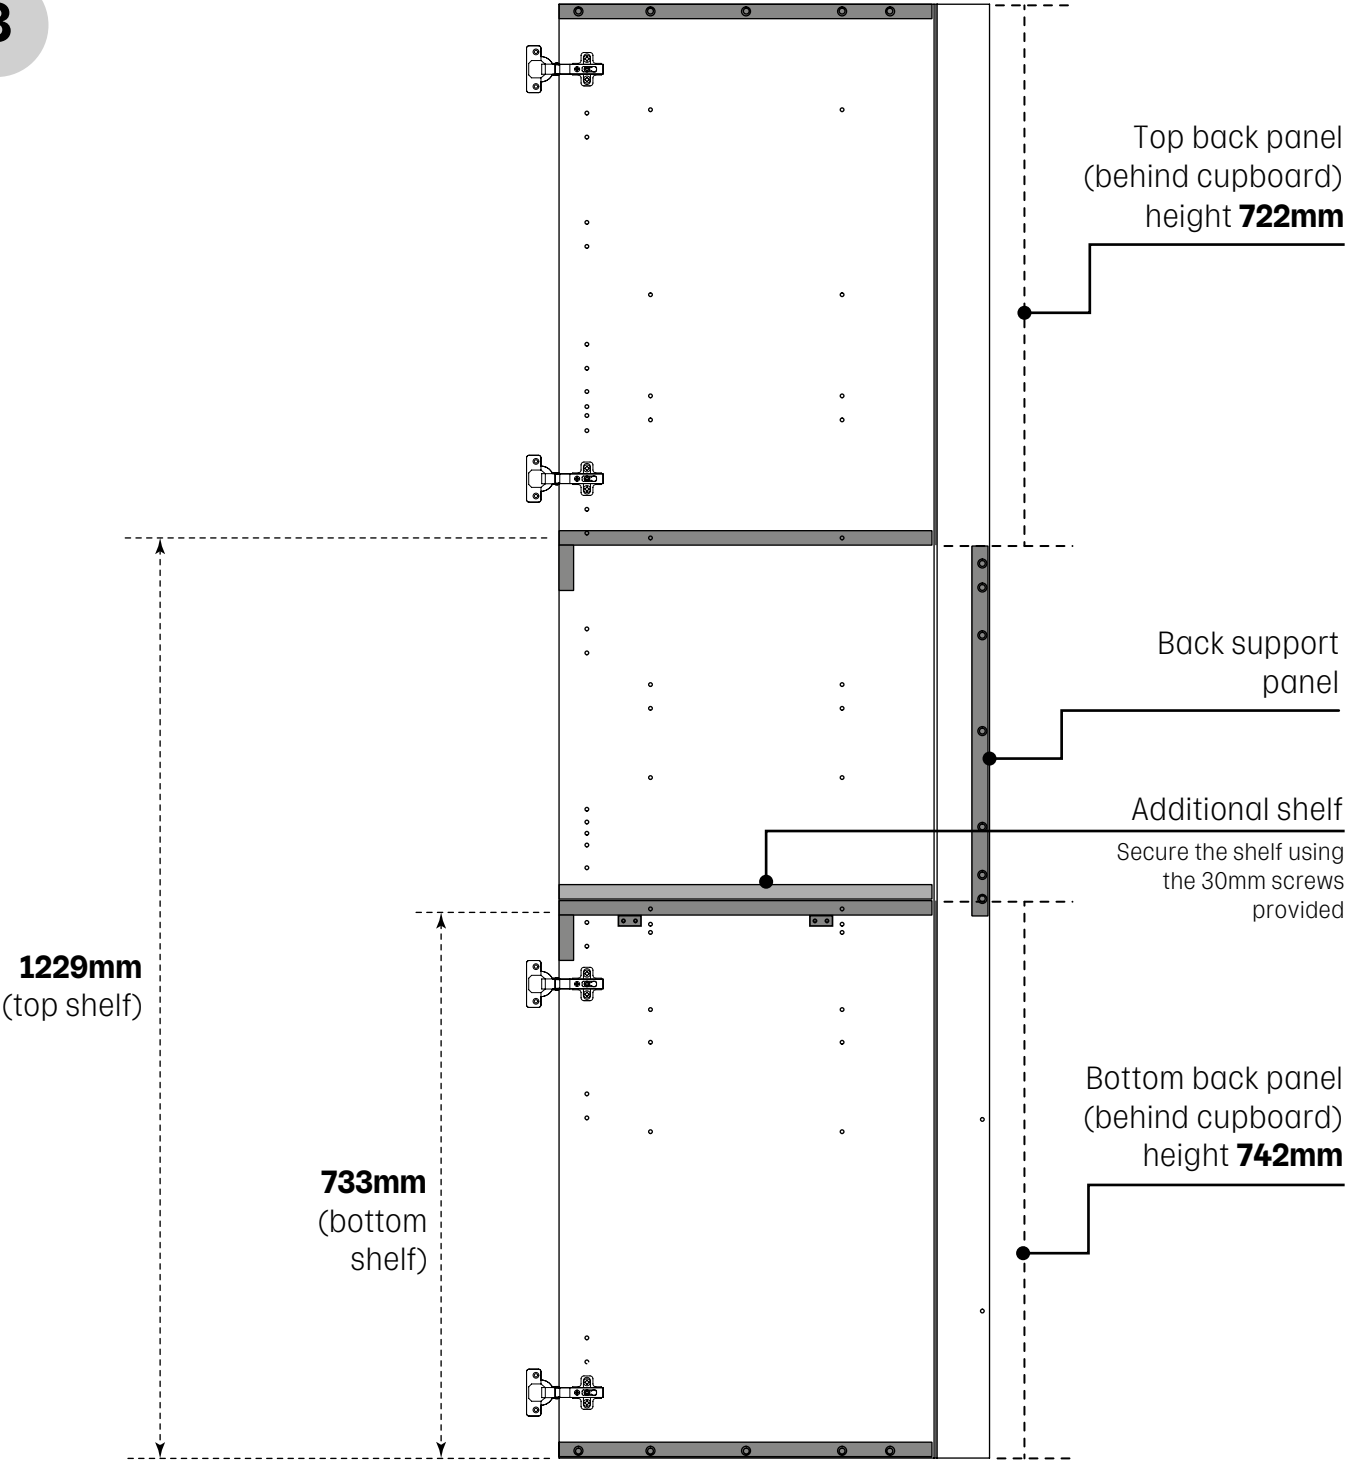 3
Top back panel
(behind cupboard)
height 722mm
Back support
panel
Additional shelf
Secure the shelf using
the 30mm screws
provided
1229mm
(top shelf)
733mm
(bottom
shelf)
Bottom back panel
(behind cupboard)
height 742mm